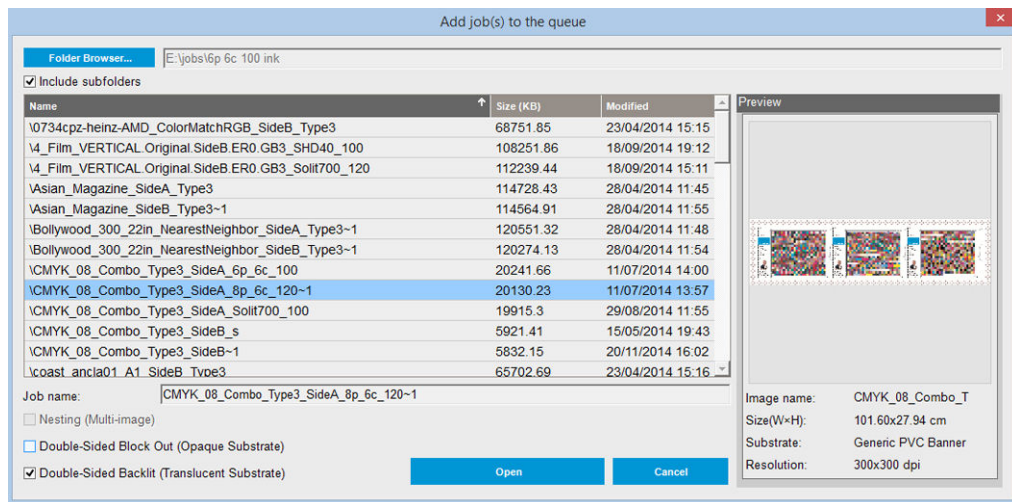 Add job(s) to the queue
Folder Browser... E:\jobs\6p 6c 100 ink
Include subfolders
Name Size (KB) Modified
\0734cpz-heinz-AMD_ColorMatchRGB_SideB_Type3 68751.85 23/04/2014 15:15
\4_Film_VERTICAL.Original.SideB.ER0.GB3_SHD40_100 108251.86 18/09/2014 19:12
\4_Film_VERTICAL.Original.SideB.ER0.GB3_Solit700_120 112239.44 18/09/2014 15:11
\Asian_Magazine_SideA_Type3 114728.43 28/04/2014 11:45
\Asian_Magazine_SideB_Type3~1 114564.91 28/04/2014 11:55
\Bollywood_300_22in_NearestNeighbor_SideA_Type3~1 120551.32 28/04/2014 11:48
\Bollywood_300_22in_NearestNeighbor_SideB_Type3~1 120274.13 28/04/2014 11:54
\CMYK_08_Combo_Type3_SideA_6p_6c_100 20241.66 11/07/2014 14:00
\CMYK_08_Combo_Type3_SideA_8p_6c_120~1 20130.23 11/07/2014 13:57
\CMYK_08_Combo_Type3_SideA_Solit700_100 19915.3 29/08/2014 11:55
\CMYK_08_Combo_Type3_SideB_s 5921.41 15/05/2014 19:43
\CMYK_08_Combo_Type3_SideB~1 5832.15 20/11/2014 16:02
\coast_ancla01_A1_SideB_Type3 65702.69 23/04/2014 15:16
Job name: CMYK_08_Combo_Type3_SideA_8p_6c_120~1
Nesting (Multi-image)
Double-Sided Block Out (Opaque Substrate)
Double-Sided Backlit (Translucent Substrate)
Open Cancel
Preview
Image name: CMYK_08_Combo_T
Size(W×H): 101.60x27.94 cm
Substrate: Generic PVC Banner
Resolution: 300x300 dpi